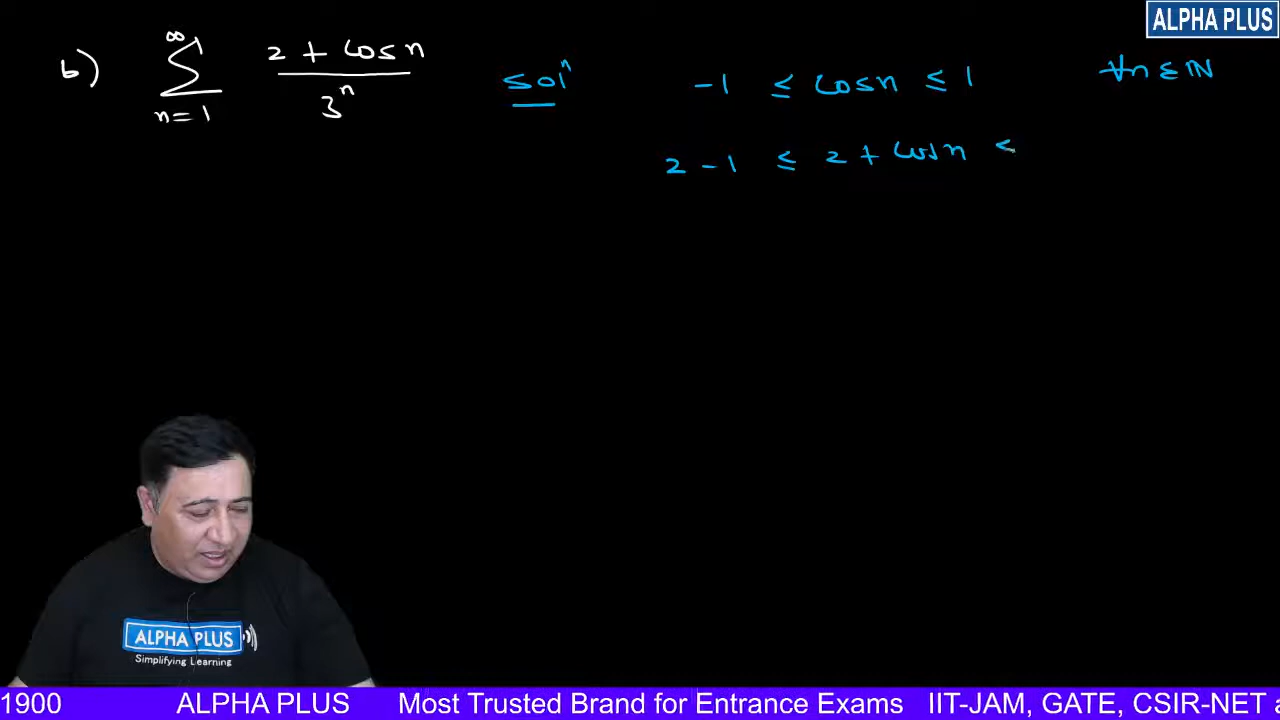 ALPHA PLUS
b) ∞ ∑ n=1 2 + cos n / 3^n
solⁿ -1 ≤ cos n ≤ 1 ∀n ∈ ℕ
2 - 1 ≤ 2 + cos n ≤
ALPHA PLUS
Simplifying Learning
1900 ALPHA PLUS Most Trusted Brand for Entrance Exams IIT-JAM, GATE, CSIR-NET a